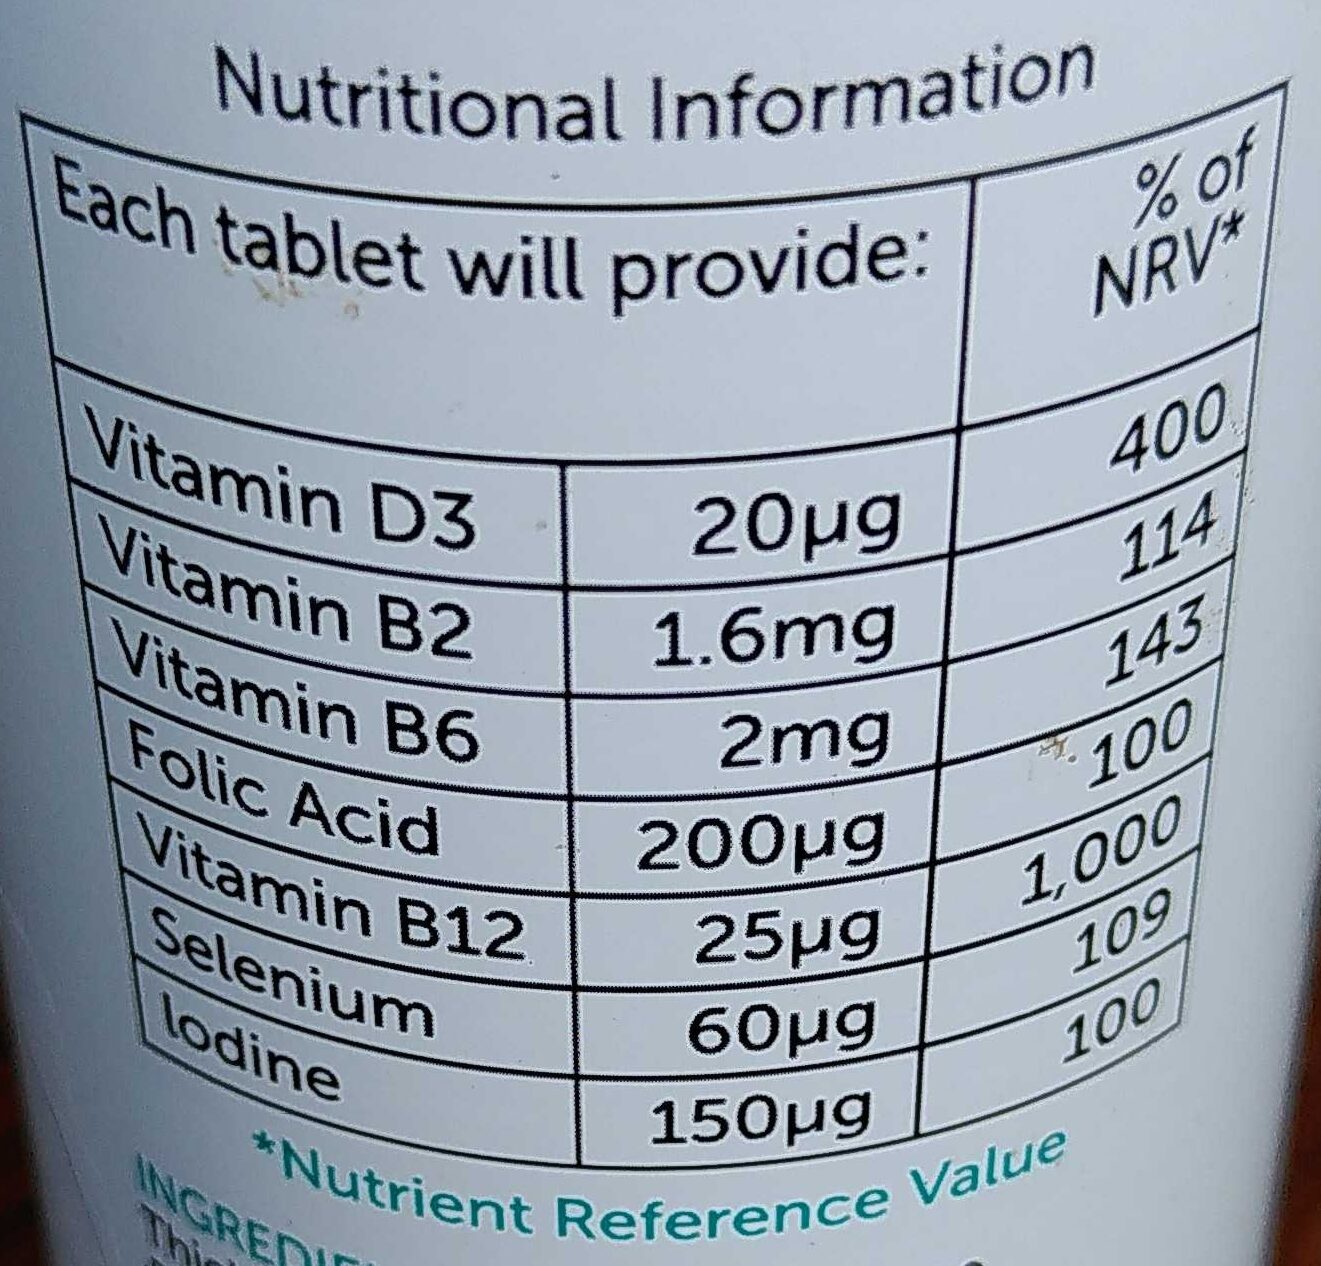 Nutritional Information
Each tablet will provide: % of NRV*
Vitamin D3 20µg 400
Vitamin B2 1.6mg 114
Vitamin B6 2mg 143
Folic Acid 200µg 100
Vitamin B12 25µg 1,000
Selenium 60µg 109
Iodine 150µg 100
*Nutrient Reference Value